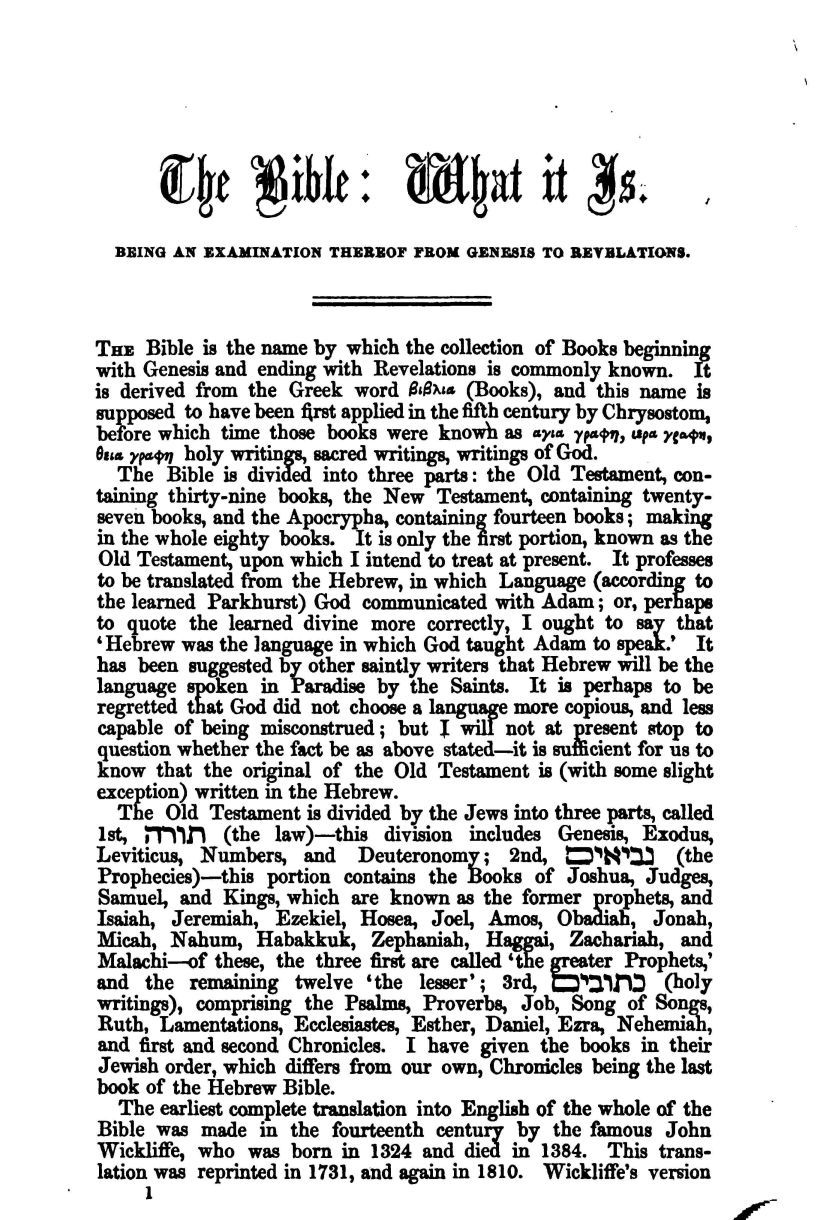 The Bible: What it Is.
BEING AN EXAMINATION THEREOF FROM GENESIS TO REVELATIONS.
THE Bible is the name by which the collection of Books beginning
with Genesis and ending with Revelations is commonly known. It
is derived from the Greek word βιβλια (Books), and this name is
supposed to have been first applied in the fifth century by Chrysostom,
before which time those books were known as αγια γραφη, ιερα γραφη,
θεια γραφη holy writings, sacred writings, writings of God.
The Bible is divided into three parts: the Old Testament, con-
taining thirty-nine books, the New Testament, containing twenty-
seven books, and the Apocrypha, containing fourteen books; making
in the whole eighty books. It is only the first portion, known as the
Old Testament, upon which I intend to treat at present. It professes
to be translated from the Hebrew, in which Language (according to
the learned Parkhurst) God communicated with Adam; or, perhaps
to quote the learned divine more correctly, I ought to say that
‘Hebrew was the language in which God taught Adam to speak.’ It
has been suggested by other saintly writers that Hebrew will be the
language spoken in Paradise by the Saints. It is perhaps to be
regretted that God did not choose a language more copious, and less
capable of being misconstrued; but I will not at present stop to
question whether the fact be as above stated—it is sufficient for us to
know that the original of the Old Testament is (with some slight
exception) written in the Hebrew.
The Old Testament is divided by the Jews into three parts, called
1st, תורה (the law)—this division includes Genesis, Exodus,
Leviticus, Numbers, and Deuteronomy; 2nd, נביאים (the
Prophecies)—this portion contains the Books of Joshua, Judges,
Samuel, and Kings, which are known as the former prophets, and
Isaiah, Jeremiah, Ezekiel, Hosea, Joel, Amos, Obadiah, Jonah,
Micah, Nahum, Habakkuk, Zephaniah, Haggai, Zachariah, and
Malachi—of these, the three first are called ‘the greater Prophets,’
and the remaining twelve ‘the lesser’; 3rd, כתובים (holy
writings), comprising the Psalms, Proverbs, Job, Song of Songs,
Ruth, Lamentations, Ecclesiastes, Esther, Daniel, Ezra, Nehemiah,
and first and second Chronicles. I have given the books in their
Jewish order, which differs from our own, Chronicles being the last
book of the Hebrew Bible.
The earliest complete translation into English of the whole of the
Bible was made in the fourteenth century by the famous John
Wickliffe, who was born in 1324 and died in 1384. This trans-
lation was reprinted in 1731, and again in 1810. Wickliffe's version
1